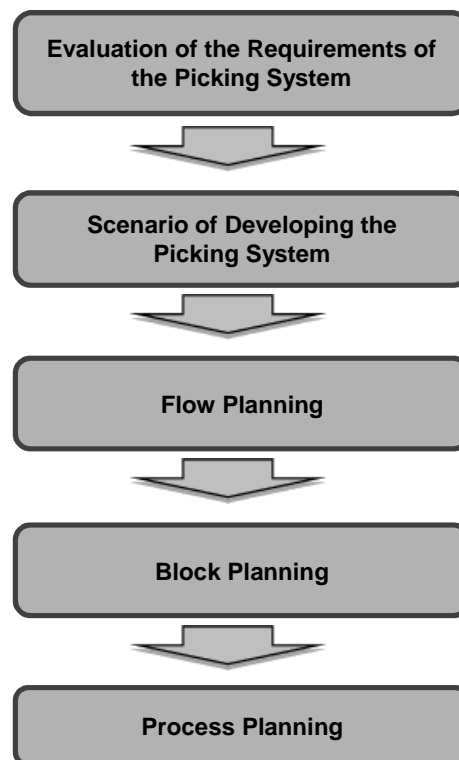 Evaluation of the Requirements of
the Picking System
Scenario of Developing the
Picking System
Flow Planning
Block Planning
Process Planning